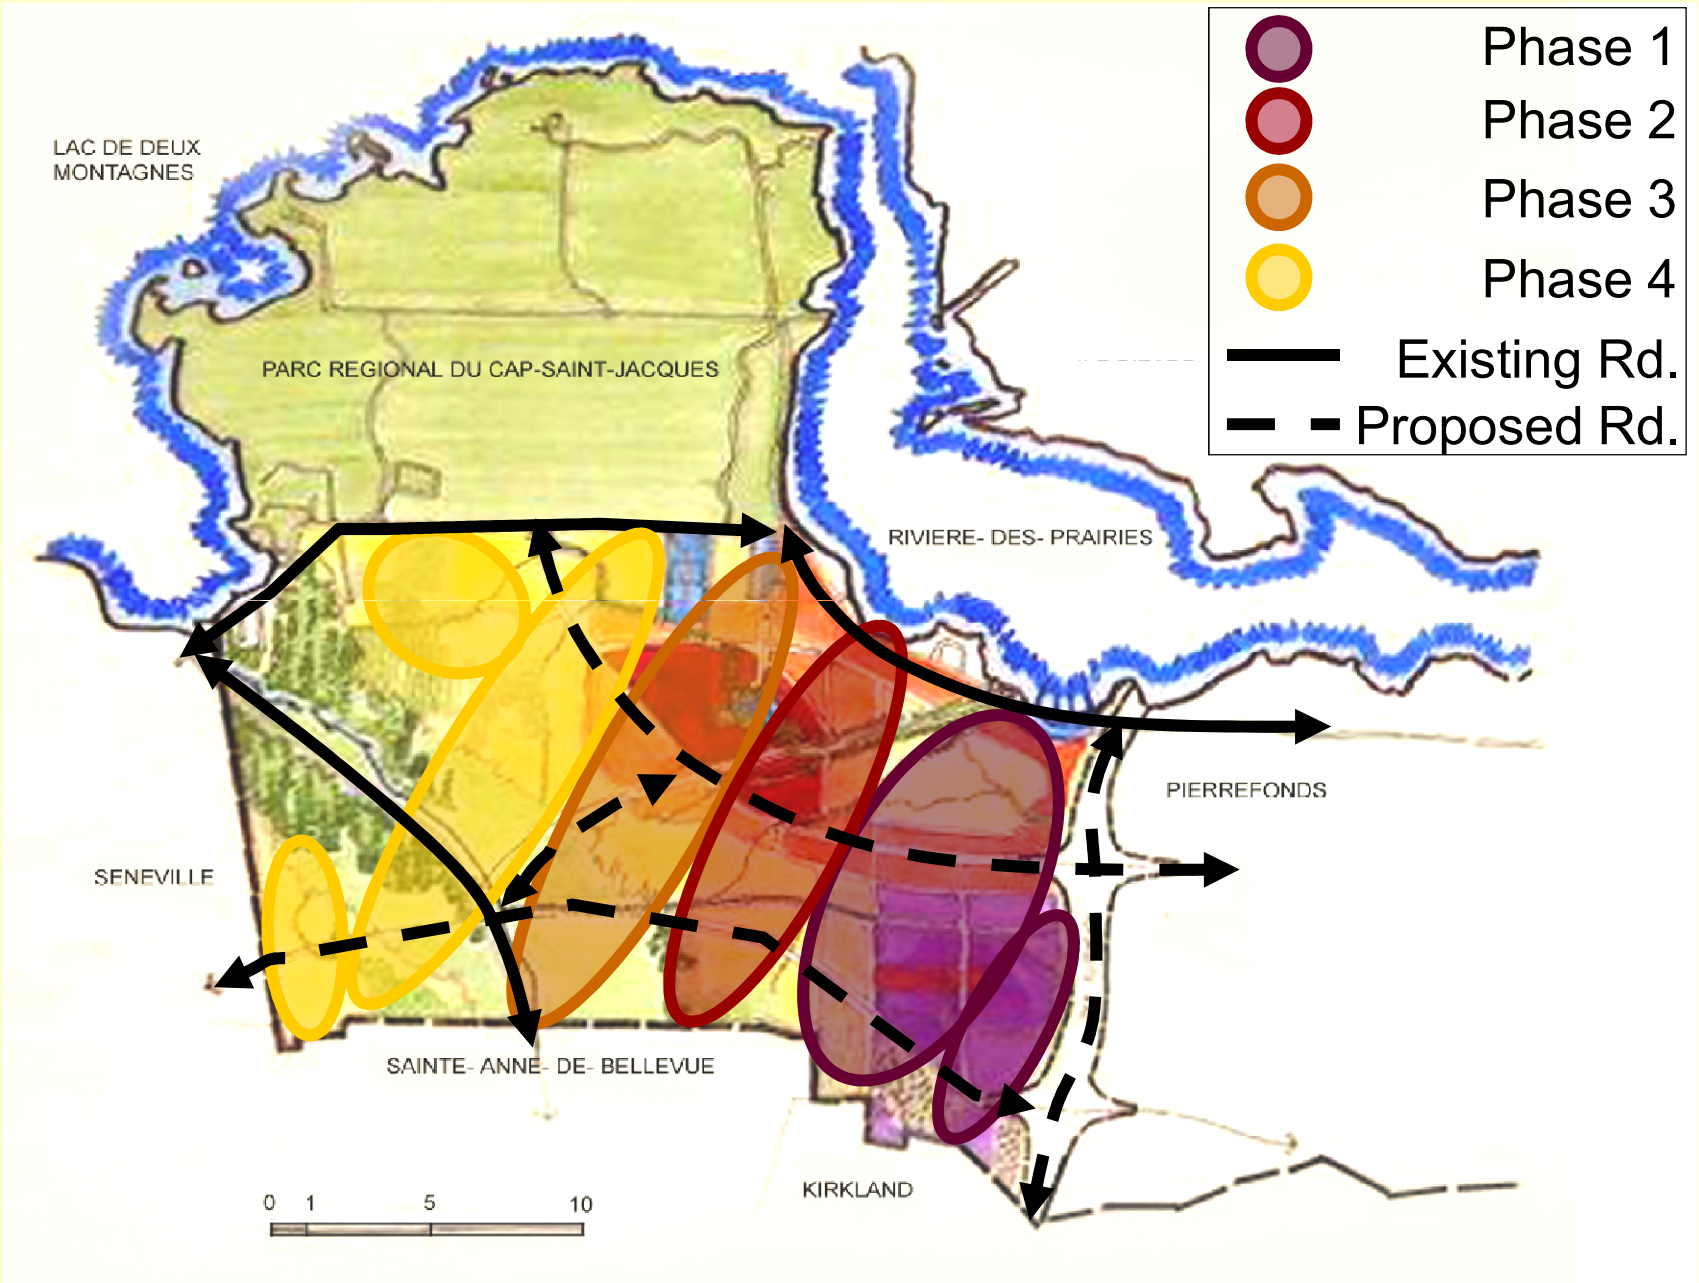 Phase 1
Phase 2
Phase 3
Phase 4
Existing Rd.
Proposed Rd.
LAC DE DEUX
MONTAGNES
PARC REGIONAL DU CAP-SAINT-JACQUES
RIVIERE- DES- PRAIRIES
PIERREFONDS
SENEVILLE
SAINTE- ANNE- DE- BELLEVUE
KIRKLAND
0 1 5 10